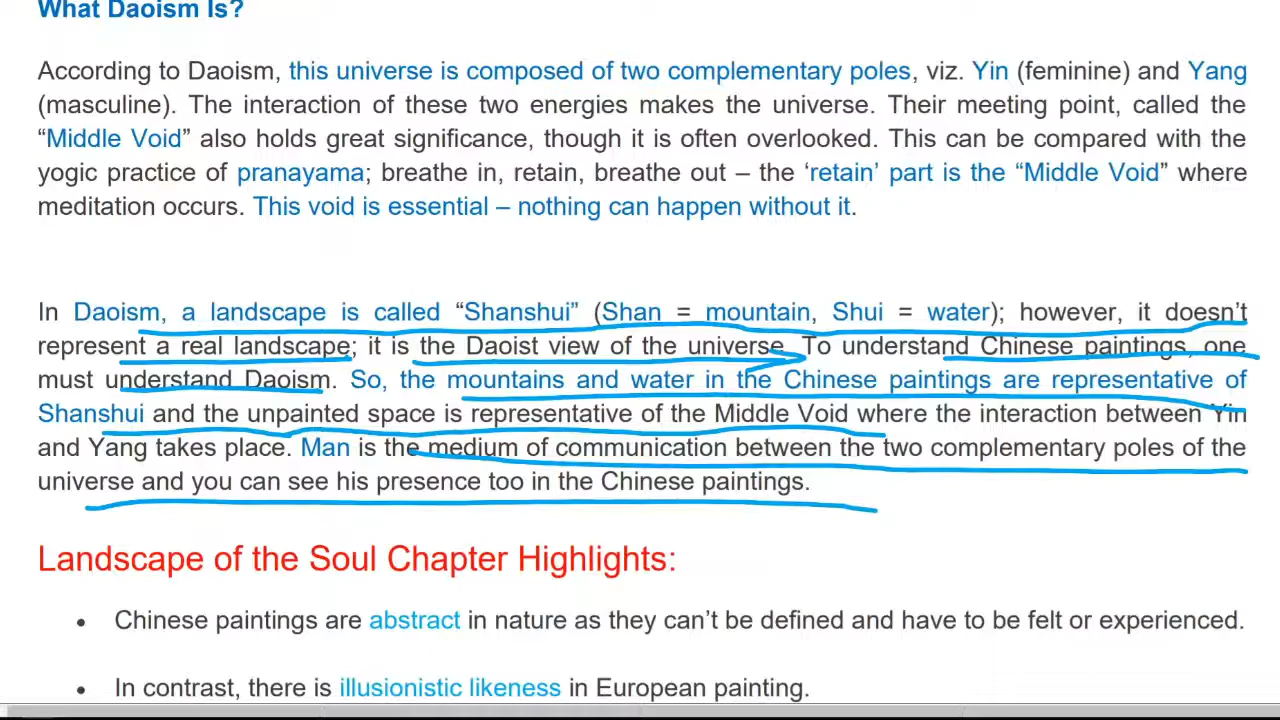 What Daoism Is?
According to Daoism, this universe is composed of two complementary poles, viz. Yin (feminine) and Yang
(masculine). The interaction of these two energies makes the universe. Their meeting point, called the
“Middle Void” also holds great significance, though it is often overlooked. This can be compared with the
yogic practice of pranayama; breathe in, retain, breathe out – the ‘retain’ part is the “Middle Void” where
meditation occurs. This void is essential – nothing can happen without it.
In Daoism, a landscape is called “Shanshui” (Shan = mountain, Shui = water); however, it doesn’t
represent a real landscape; it is the Daoist view of the universe. To understand Chinese paintings, one
must understand Daoism. So, the mountains and water in the Chinese paintings are representative of
Shanshui and the unpainted space is representative of the Middle Void where the interaction between Yin
and Yang takes place. Man is the medium of communication between the two complementary poles of the
universe and you can see his presence too in the Chinese paintings.
Landscape of the Soul Chapter Highlights:
• Chinese paintings are abstract in nature as they can’t be defined and have to be felt or experienced.
• In contrast, there is illusionistic likeness in European painting.